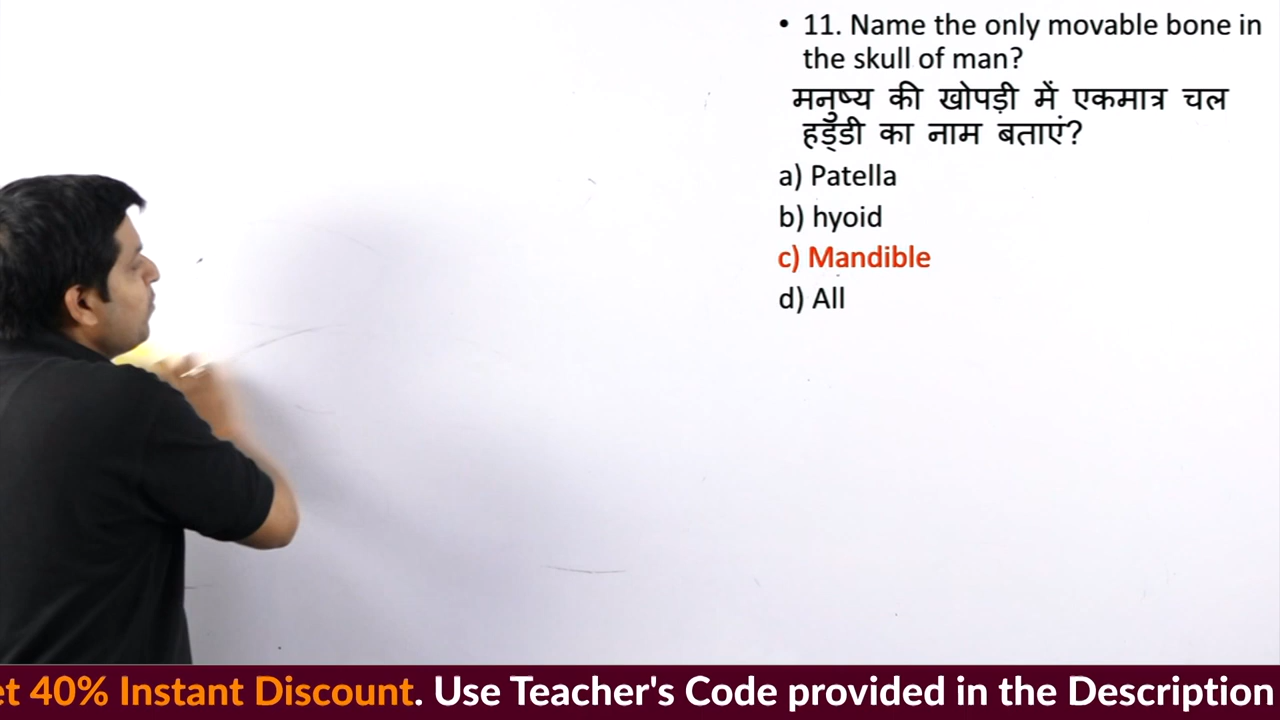 • 11. Name the only movable bone in
the skull of man?
मनुष्य की खोपड़ी में एकमात्र चल
हड्डी का नाम बताएं?
a) Patella
b) hyoid
c) Mandible
d) All
et 40% Instant Discount. Use Teacher's Code provided in the Description